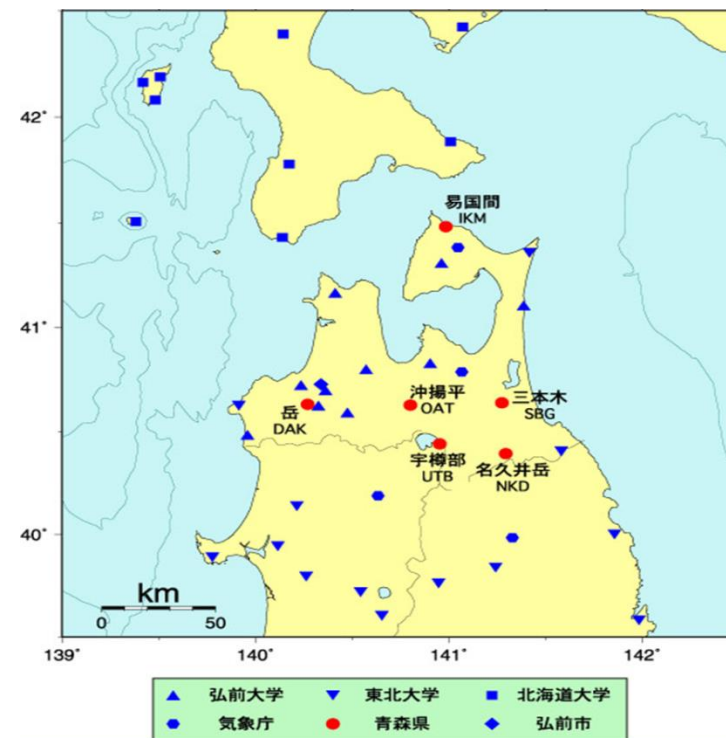 42°
易国間
IKM
41°
岳
DAK
沖揚平
OAT
三本木
SBG
宇樽部
UTB
名久井岳
NKD
40°
km
0 50
139° 140° 141° 142°
弘前大学 東北大学 北海道大学
気象庁 青森県 弘前市